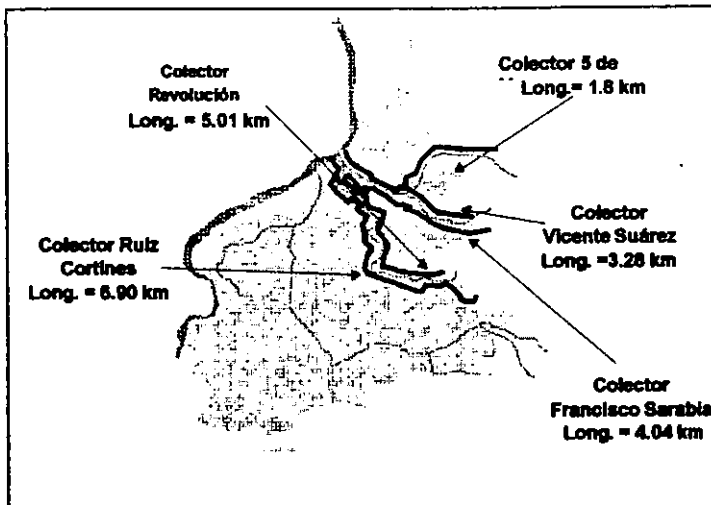 Colector
Revolución
Long. = 5.01 km
Colector 5 de
Long.= 1.8 km
Colector Ruiz
Cortines
Long. = 6.90 km
Colector
Vicente Suárez
Long. =3.28 km
Colector
Francisco Sarabia
Long. = 4.04 km